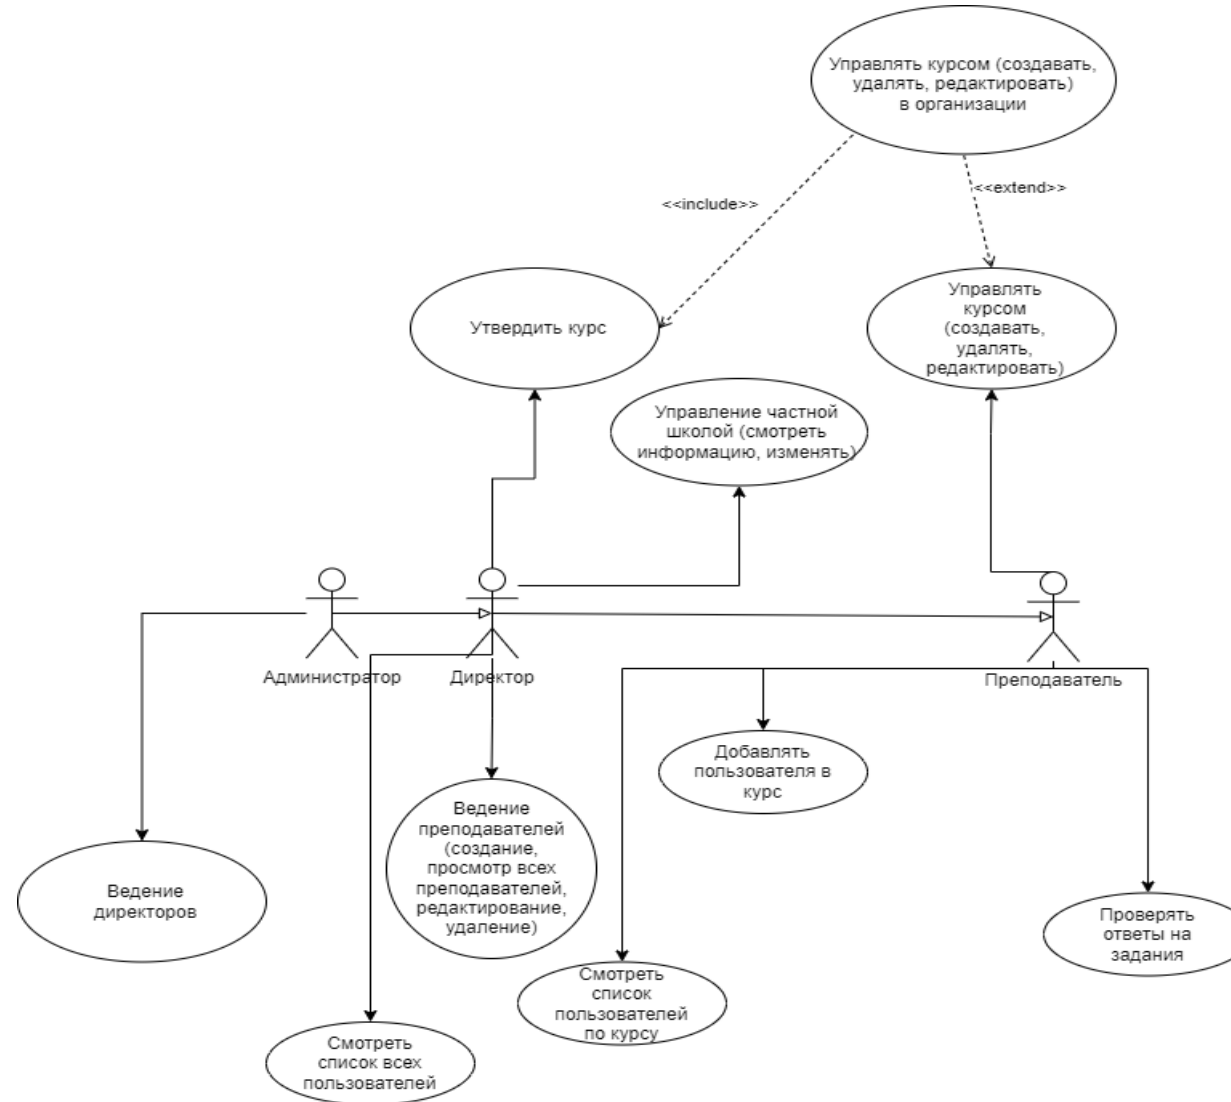 Управлять курсом (создавать,
удалять, редактировать)
в организации
<<include>>
<<extend>>
Утвердить курс
Управлять
курсом
(создавать,
удалять,
редактировать)
Управление частной
школой (смотреть
информацию, изменять)
Администратор
Директор
Преподаватель
Добавлять
пользователя в
курс
Ведение
преподавателей
(создание,
просмотр всех
преподавателей,
редактирование,
удаление)
Ведение
директоров
Проверять
ответы на
задания
Смотреть
список
пользователей
по курсу
Смотреть
список всех
пользователей